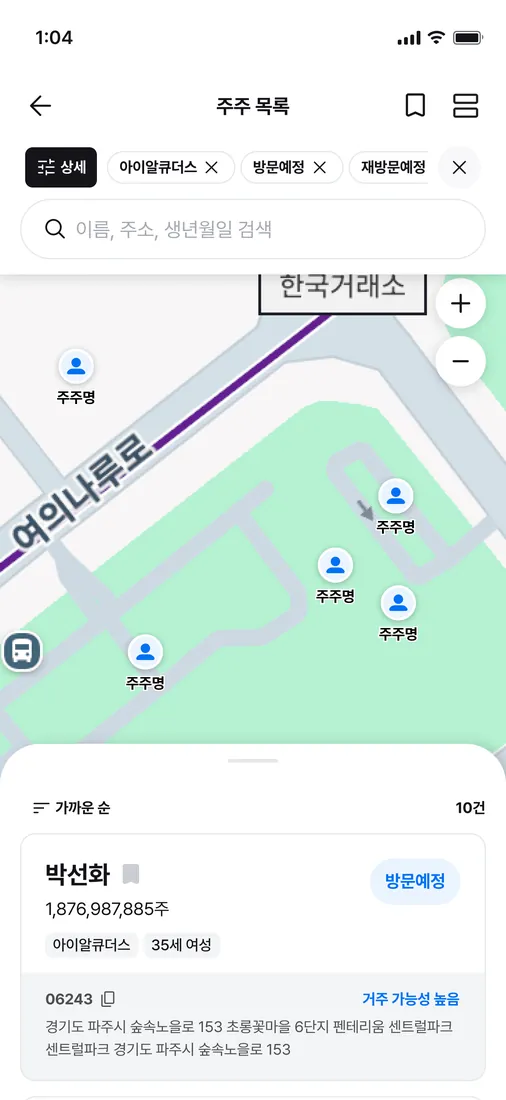 1:04
주주 목록
상세
아이알큐더스
방문예정
재방문예정
이름, 주소, 생년월일 검색
한국거래소
주주명
여의나루로
주주명
주주명
주주명
주주명
가까운 순
10건
박선화
방문예정
1,876,987,885주
아이알큐더스
35세 여성
06243
거주 가능성 높음
경기도 파주시 숲속노을로 153 초롱꽃마을 6단지 펜테리움 센트럴파크
센트럴파크 경기도 파주시 숲속노을로 153